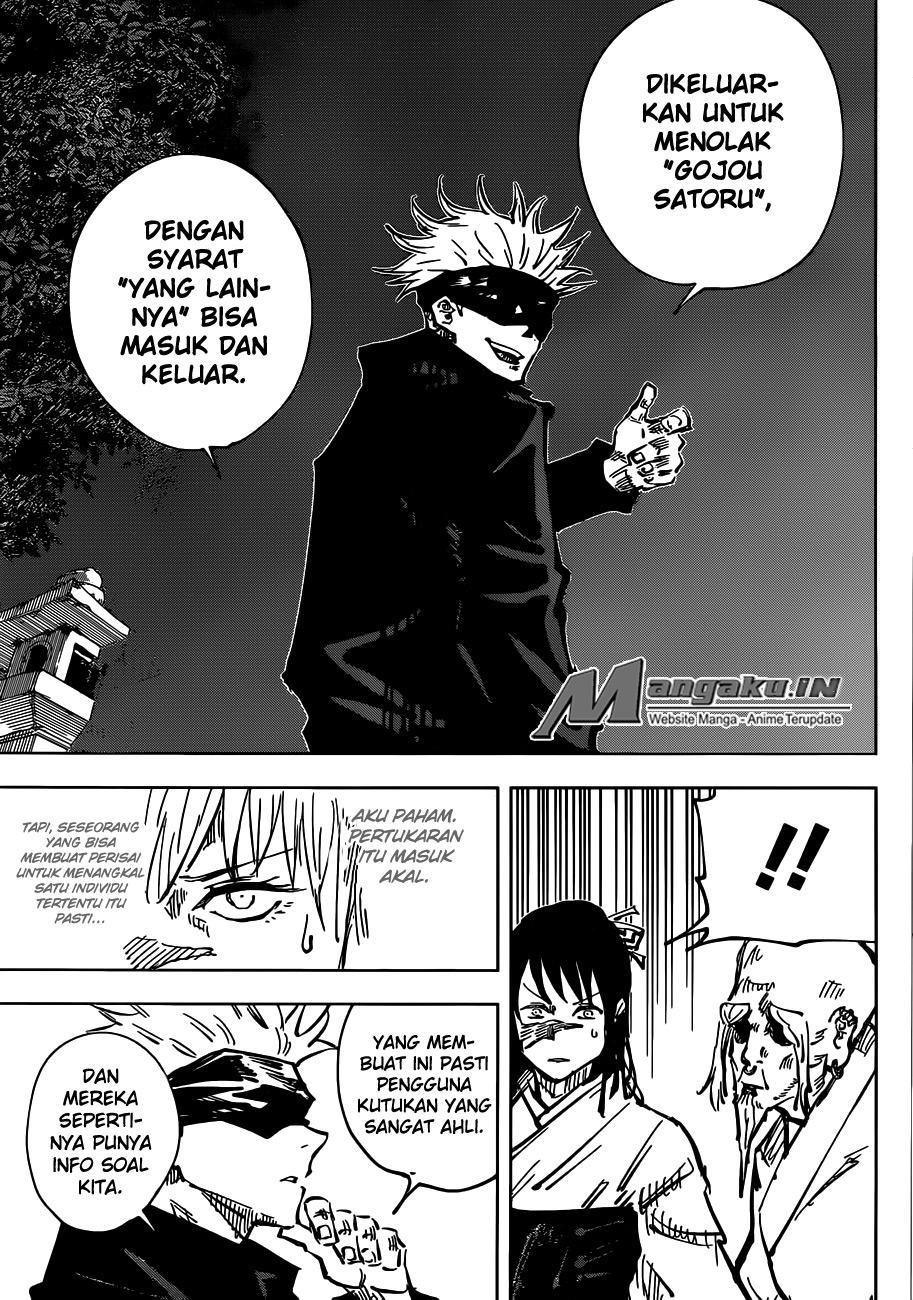 DIKELUAR-
KAN UNTUK
MENOLAK
"GOJOU
SATORU",
DENGAN
SYARAT
"YANG LAIN-
NYA" BISA
MASUK DAN
KELUAR.
Mangaku.iN
Website Manga - Anime Terupdate
!!
AKU PAHAM.
PERTUKARAN
ITU MASUK
AKAL.
TAPI, SESEORANG
YANG BISA
MEMBUAT PERISAI
UNTUK MENANGKAL
SATU INDIVIDU
TERTENTU ITU
PASTI...
YANG MEM-
BUAT INI PASTI
PENGGUNA
KUTUKAN YANG
SANGAT AHLI.
DAN
MEREKA
SEPERTI-
NYA PUNYA
INFO SOAL
KITA.